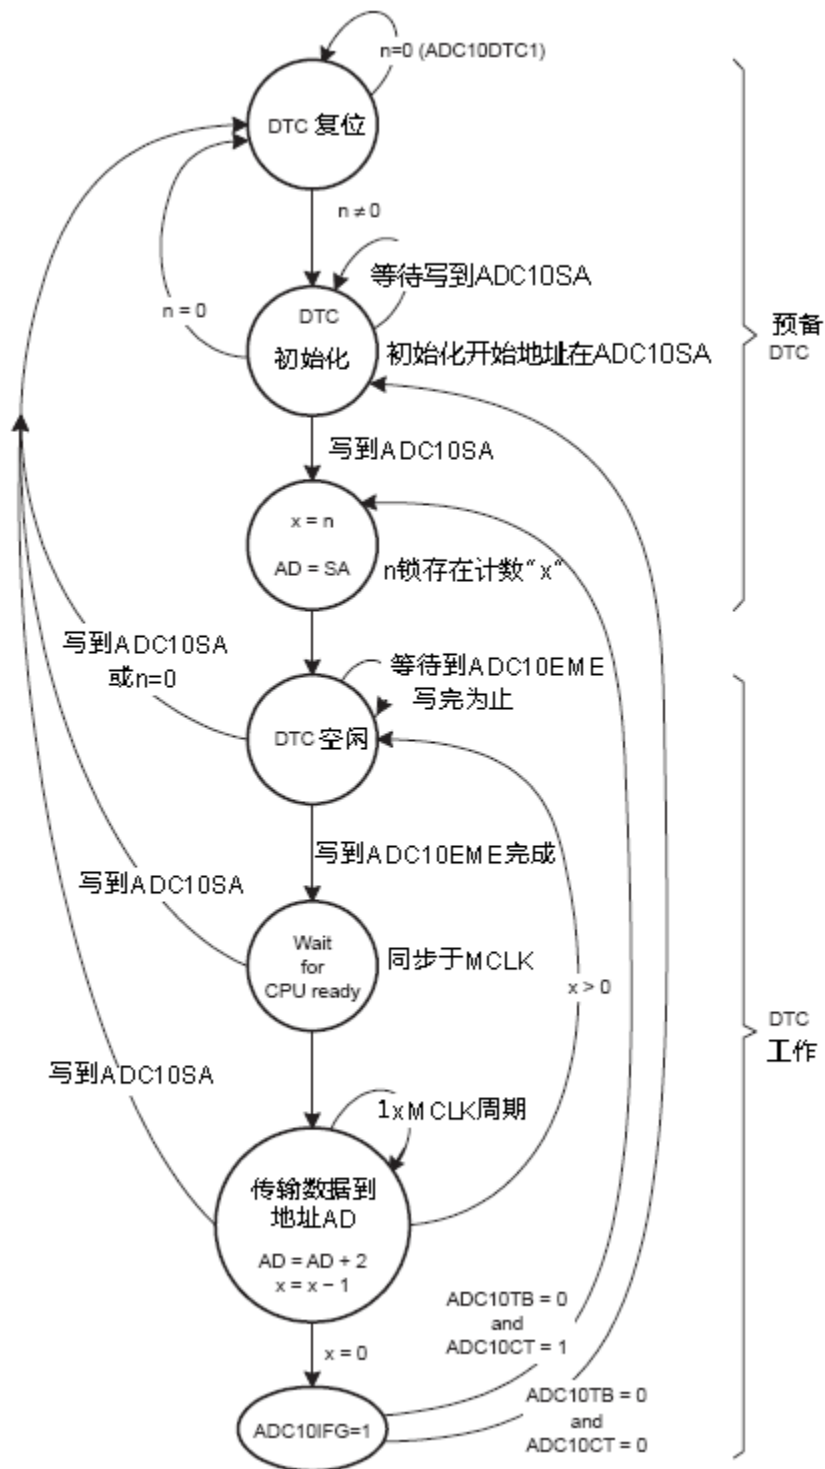 n=0 (ADC10DTC1)
DTC 复位
n ≠ 0
等待写到ADC10SA
n = 0
DTC
初始化
初始化开始地址在ADC10SA
预备
DTC
写到ADC10SA
x = n
AD = SA
n锁存在计数“x“
写到ADC10SA
或n=0
等待到ADC10EME
写完为止
DTC 空闲
写到ADC10EME完成
写到ADC10SA
Wait
for
CPU ready
同步于MCLK
x > 0
DTC
工作
写到ADC10SA
1xMCLK周期
传输数据到
地址AD
AD = AD + 2
x = x − 1
ADC10TB = 0
and
ADC10CT = 1
x = 0
ADC10IFG=1
ADC10TB = 0
and
ADC10CT = 0